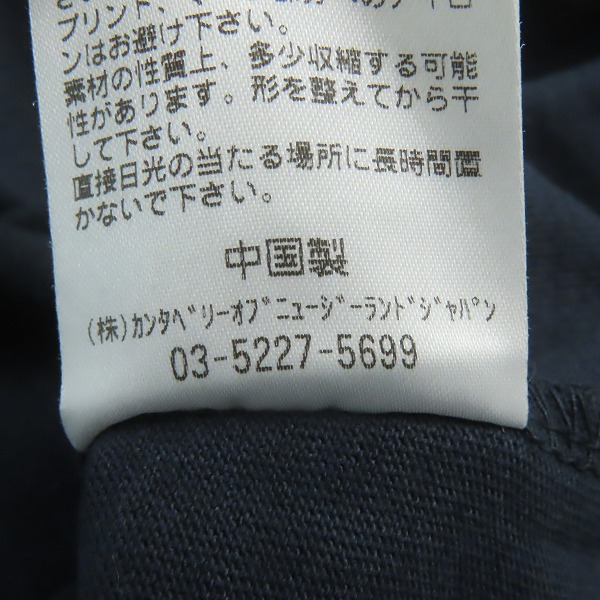 プリント、
ンはお避け下さい。
素材の性質上、多少収縮する可能
性があります。形を整えてから干
して下さい。
直接日光の当たる場所に長時間置
かないで下さい。
中国製
(株)ｶﾝﾀﾍﾞﾘｰｵﾌﾞﾆｭｰｼﾞｰﾗﾝﾄﾞｼﾞｬﾊﾟﾝ
03-5227-5699